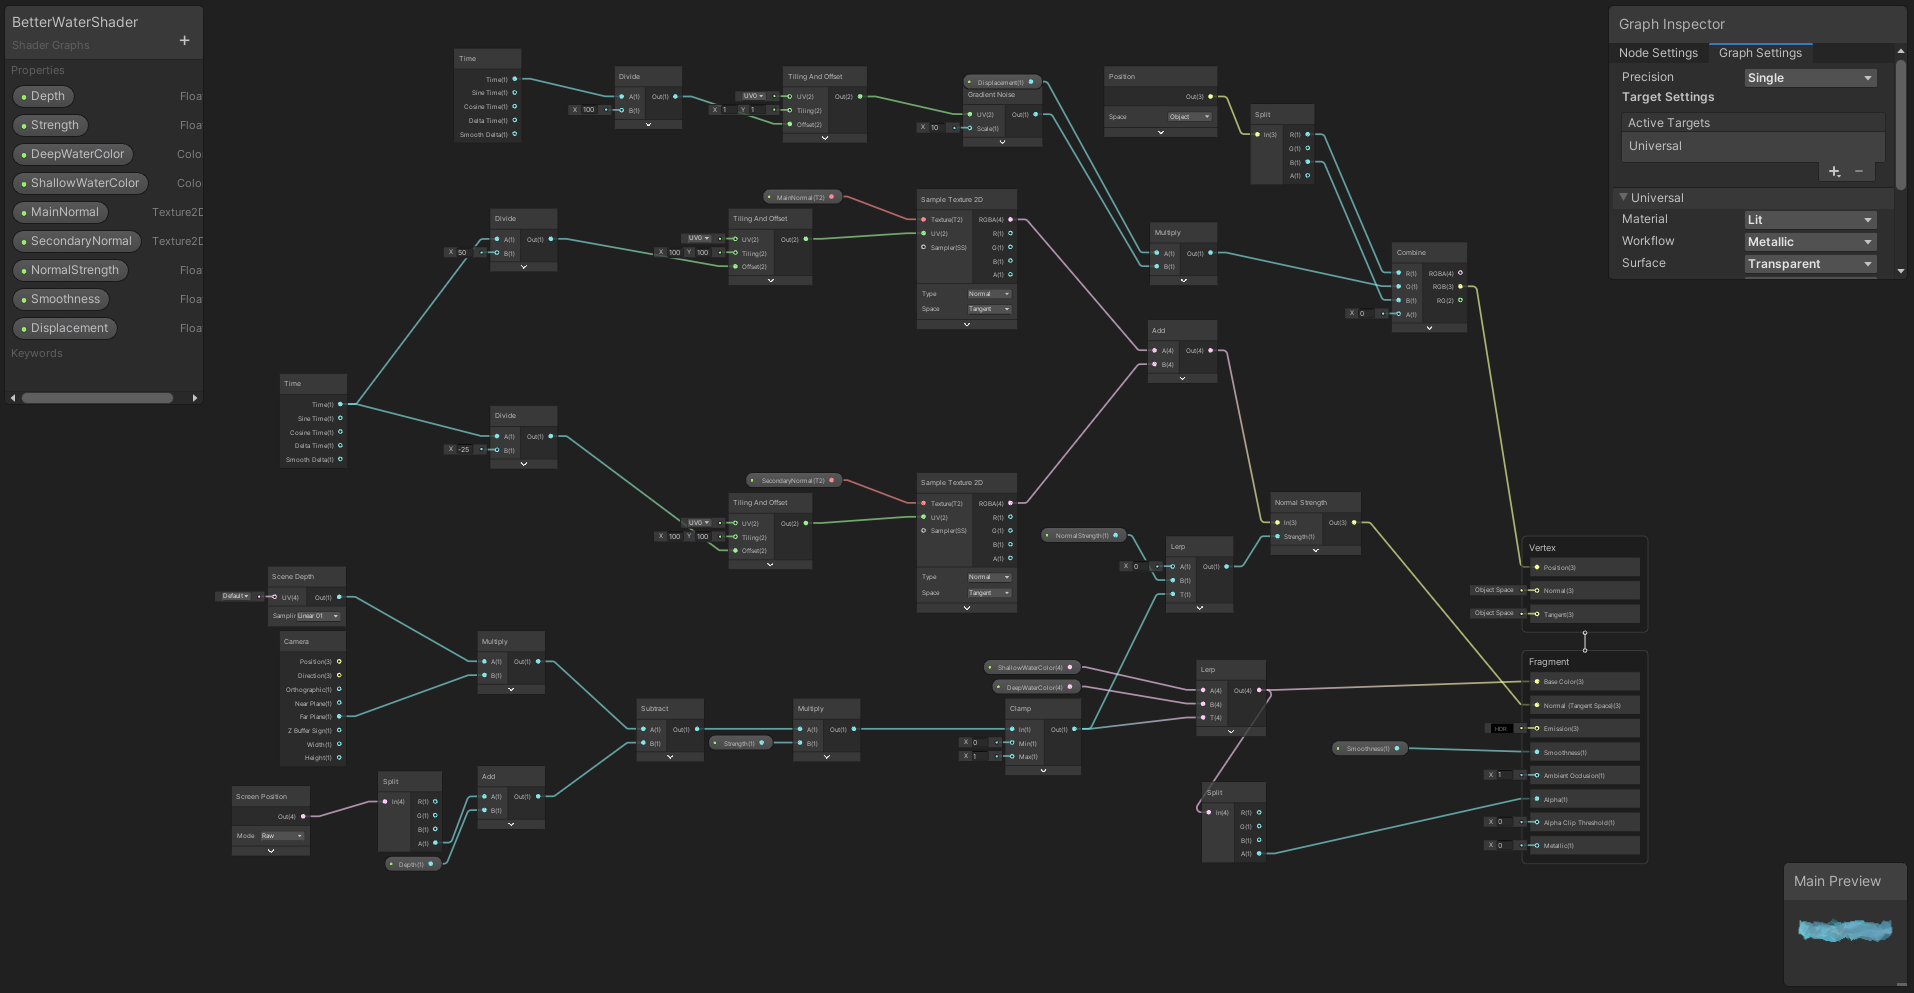 BetterWaterShader
Shader Graphs
+
Properties
Depth Floa
Strength Floa
DeepWaterColor Colo
ShallowWaterColor Colo
MainNormal Texture2D
SecondaryNormal Texture2D
NormalStrength Floa
Smoothness Floa
Displacement Floa
Keywords
Time
Time(1)
Sine Time(1)
Cosine Time(1)
Delta Time(1)
Smooth Delta(1)
Divide
A(1) Out(1)
X 100 B(1)
Tiling And Offset
UV0 UV(2) Out(2)
X 1 Y 1 Tiling(2)
Offset(2)
Displacement(1)
Gradient Noise
UV(2) Out(1)
X 10 Scale(1)
Position
Out(3)
Space Object
Split
In(3) R(1)
G(1)
B(1)
A(1)
MainNormal(T2)
Divide
A(1) Out(1)
X 50 B(1)
Tiling And Offset
UV0 UV(2) Out(2)
X 100 Y 100 Tiling(2)
Offset(2)
Sample Texture 2D
Texture(T2) RGBA(4)
UV(2) R(1)
Sampler(SS) G(1)
B(1)
A(1)
Type Normal
Space Tangent
Multiply
A(1) Out(1)
B(1)
Combine
R(1) RGBA(4)
G(1) RGB(3)
B(1) RG(2)
X 0 A(1)
Add
A(4) Out(4)
B(4)
Time
Time(1)
Sine Time(1)
Cosine Time(1)
Delta Time(1)
Smooth Delta(1)
Divide
A(1) Out(1)
X -25 B(1)
SecondaryNormal(T2)
Tiling And Offset
UV0 UV(2) Out(2)
X 100 Y 100 Tiling(2)
Offset(2)
Sample Texture 2D
Texture(T2) RGBA(4)
UV(2) R(1)
Sampler(SS) G(1)
B(1)
A(1)
Type Normal
Space Tangent
NormalStrength(1)
Lerp
X 0 A(1) Out(1)
B(1)
T(1)
Normal Strength
In(3) Out(3)
Strength(1)
Scene Depth
Default UV(4) Out(1)
Samplir Linear 01
Camera
Position(3)
Direction(3)
Orthographic(1)
Near Plane(1)
Far Plane(1)
Z Buffer Sign(1)
Width(1)
Height(1)
Multiply
A(1) Out(1)
B(1)
Subtract
A(1) Out(1)
B(1)
Strength(1)
Multiply
A(1) Out(1)
B(1)
ShallowWaterColor(4)
DeepWaterColor(4)
Clamp
In(1) Out(1)
X 0 Min(1)
X 1 Max(1)
Lerp
A(4) Out(4)
B(4)
T(4)
Screen Position
Out(4)
Mode Raw
Split
In(4) R(1)
G(1)
B(1)
A(1)
Depth(1)
Add
A(1) Out(1)
B(1)
Split
In(4) R(1)
G(1)
B(1)
A(1)
Smoothness(1)
Vertex
Position(3)
Object Space Normal(3)
Object Space Tangent(3)
Fragment
Base Color(3)
Normal (Tangent Space)(3)
HDR Emission(3)
Smoothness(1)
X 1 Ambient Occlusion(1)
Alpha(1)
X 0 Alpha Clip Threshold(1)
X 0 Metallic(1)
Graph Inspector
Node Settings Graph Settings
Precision Single
Target Settings
Active Targets
Universal
+ −
Universal
Material Lit
Workflow Metallic
Surface Transparent
Main Preview